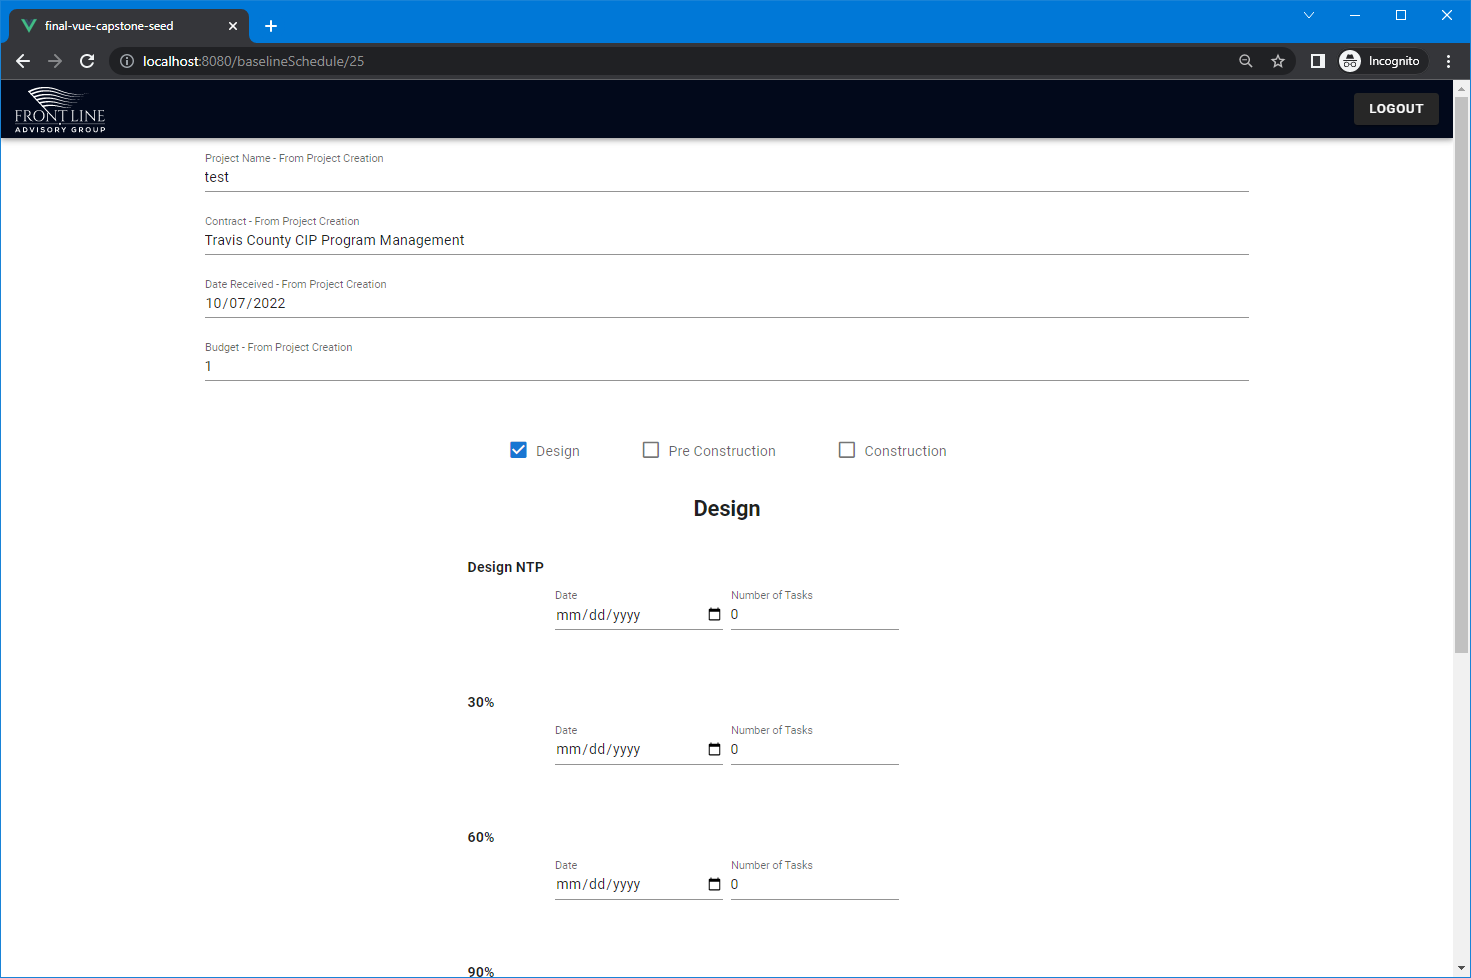 final-vue-capstone-seed
localhost:8080/baselineSchedule/25
Incognito
FRONT LINE
ADVISORY GROUP
LOGOUT
Project Name - From Project Creation
test
Contract - From Project Creation
Travis County CIP Program Management
Date Received - From Project Creation
10/07/2022
Budget - From Project Creation
1
Design Pre Construction Construction
Design
Design NTP
Date Number of Tasks
mm/dd/yyyy 0
30%
Date Number of Tasks
mm/dd/yyyy 0
60%
Date Number of Tasks
mm/dd/yyyy 0
90%